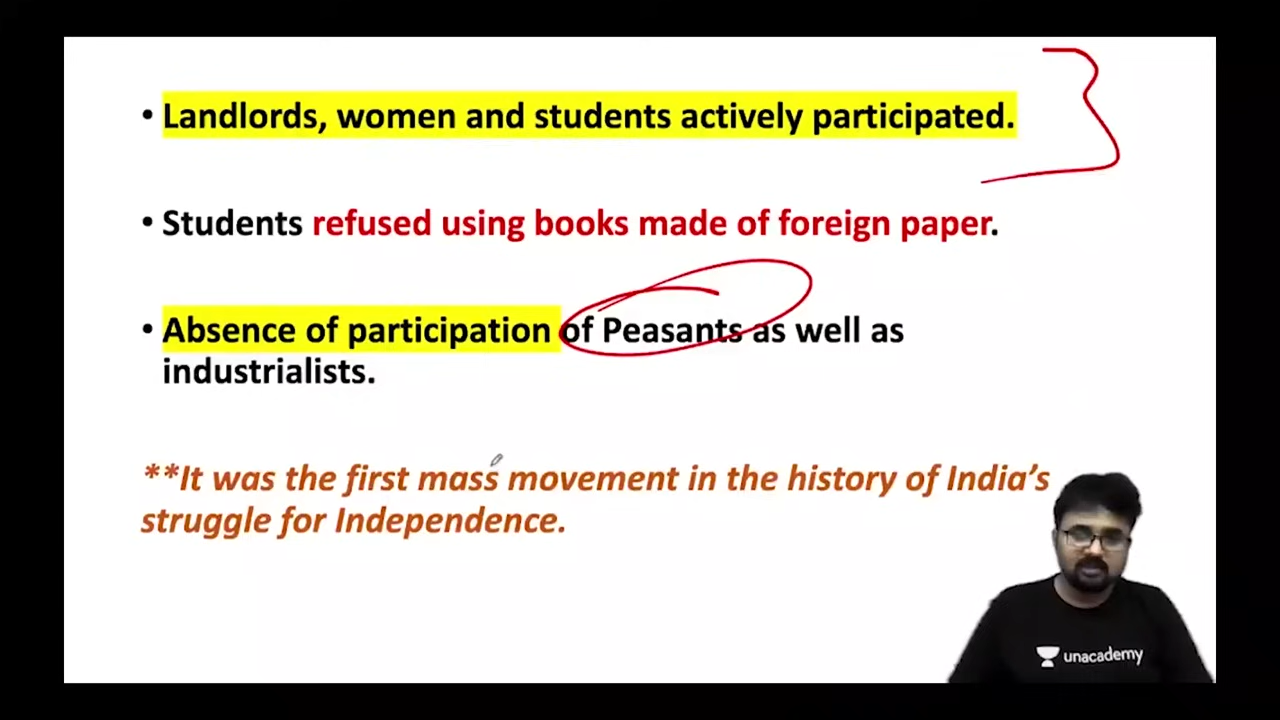 • Landlords, women and students actively participated.
• Students refused using books made of foreign paper.
• Absence of participation of Peasants as well as
industrialists.
**It was the first mass movement in the history of India's
struggle for Independence.
unacademy